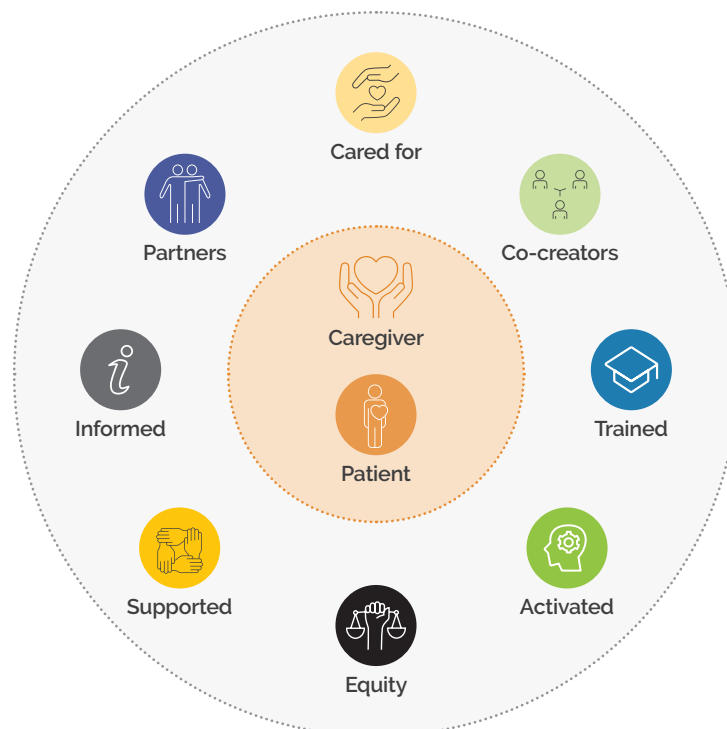 Cared for
Partners
Co-creators
Caregiver
Informed
Trained
Patient
Supported
Activated
Equity